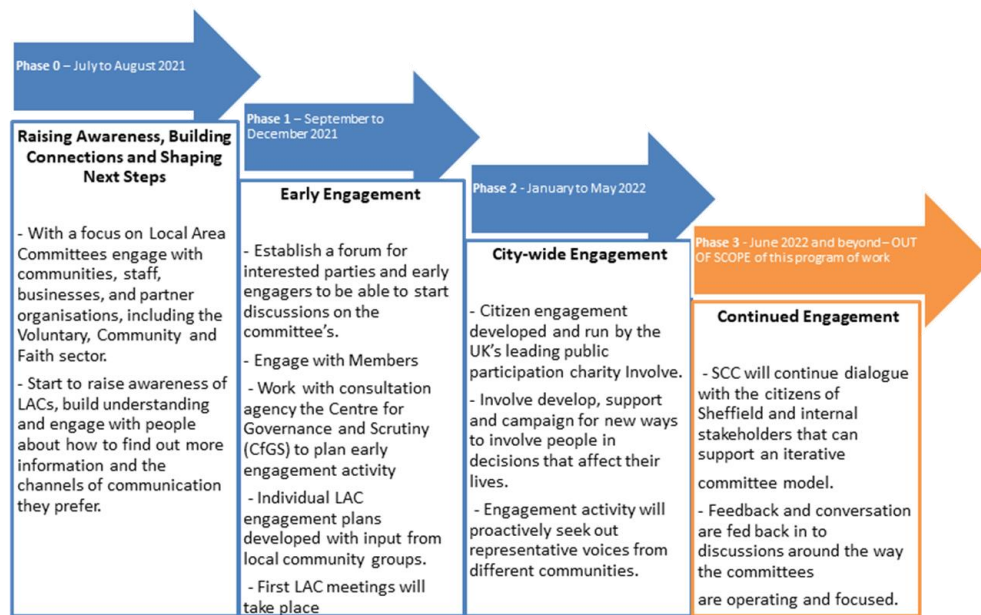 Phase 0 – July to August 2021
Raising Awareness, Building
Connections and Shaping
Next Steps
- With a focus on Local Area
Committees engage with
communities, staff,
businesses, and partner
organisations, including the
Voluntary, Community and
Faith sector.
- Start to raise awareness of
LACs, build understanding
and engage with people
about how to find out more
information and the
channels of communication
they prefer.
Phase 1 – September to
December 2021
Early Engagement
- Establish a forum for
interested parties and early
engagers to be able to start
discussions on the
committee’s.
- Engage with Members
- Work with consultation
agency the Centre for
Governance and Scrutiny
(CfGS) to plan early
engagement activity
- Individual LAC
engagement plans
developed with input from
local community groups.
- First LAC meetings will
take place
Phase 2 - January to May 2022
City-wide Engagement
- Citizen engagement
developed and run by the
UK’s leading public
participation charity Involve.
- Involve develop, support
and campaign for new ways
to involve people in
decisions that affect their
lives.
- Engagement activity will
proactively seek out
representative voices from
different communities.
Phase 3 - June 2022 and beyond– OUT
OF SCOPE of this program of work
Continued Engagement
- SCC will continue dialogue
with the citizens of
Sheffield and internal
stakeholders that can
support an iterative
committee model.
- Feedback and conversation
are fed back in to
discussions around the way
the committees
are operating and focused.